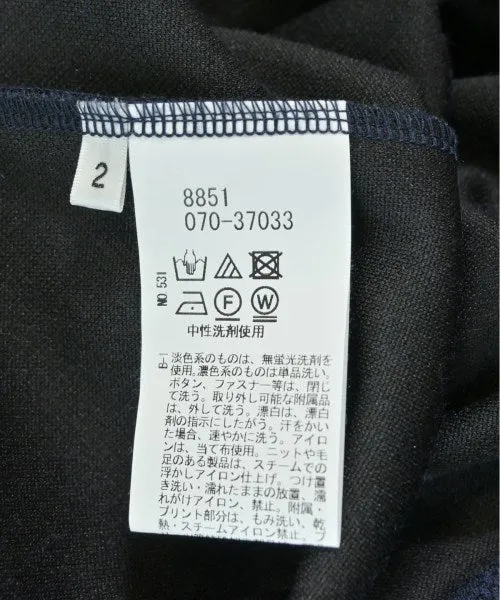 2
8851
070-37033
NO 531
F
W
中性洗剤使用
B-1
淡色系のものは、無蛍光洗剤を
使用。濃色系のものは単品洗い。
ボタン、ファスナー等は、閉じ
て洗う。取り外し可能な附属品
は、外して洗う。漂白は、漂白
剤の指示にしたがう。汗をかい
た場合、速やかに洗う。アイロ
ンは、当て布使用。ニットや毛
足のある製品は、スチームでの
浮かしアイロン仕上げ。つけ置
き洗い・濡れたままの放置、濡
れがけアイロン、禁止。附属・
プリント部分は、もみ洗い、乾
熱・スチームアイロン禁止。プ